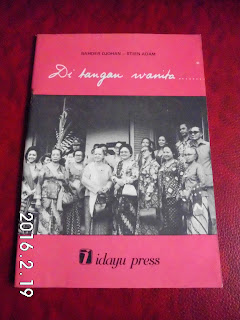 Di tangan wanita........
idayu press
2016.2.19